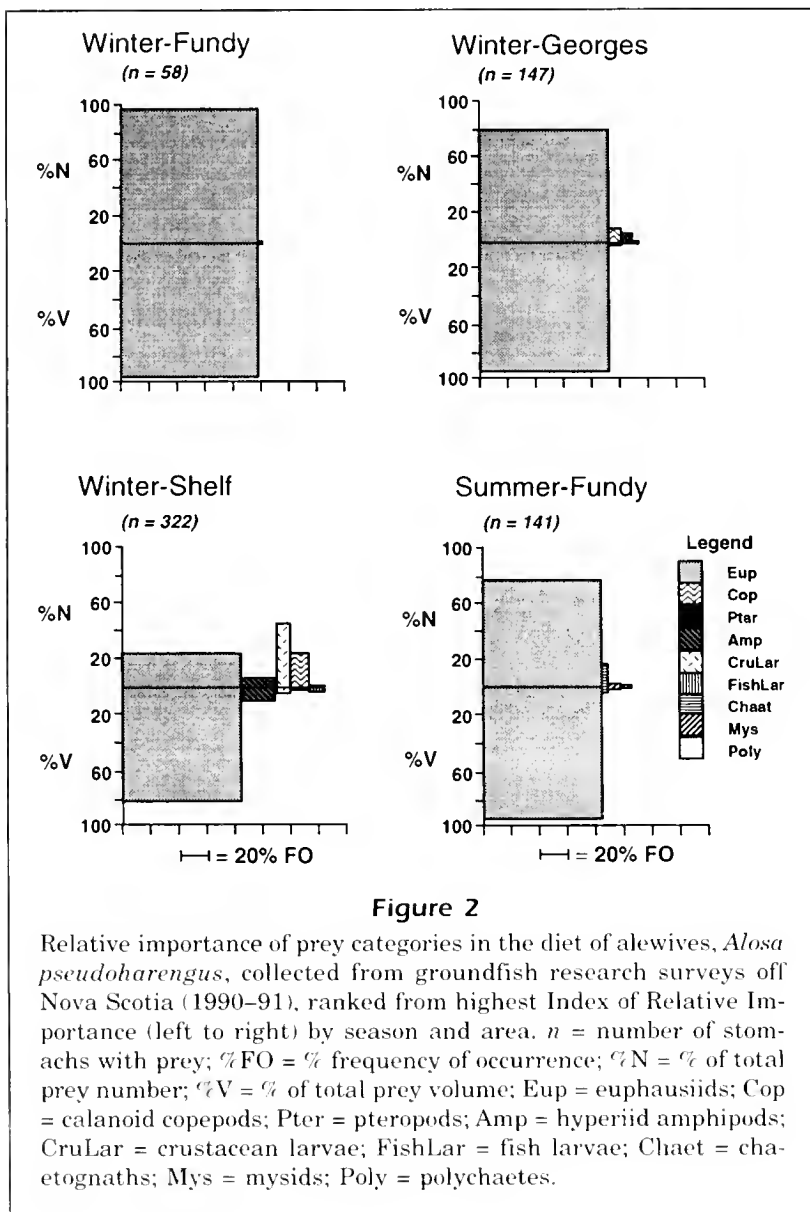 Winter-Fundy
(n = 58)
100
60
%N
20
20
%V
60
100
Winter-Georges
(n = 147)
100
60
%N
20
20
%V
60
100
Winter-Shelf
(n = 322)
100
60
%N
20
20
%V
60
100
⊢⊣ = 20% FO
Summer-Fundy
(n = 141)
100
60
%N
20
20
%V
60
100
⊢⊣ = 20% FO
Legend
Eup
Cop
Ptar
Amp
CruLar
FishLar
Chaat
Mys
Poly
Figure 2
Relative importance of prey categories in the diet of alewives, Alosa
pseudoharengus, collected from groundfish research surveys off
Nova Scotia (1990–91), ranked from highest Index of Relative Im-
portance (left to right) by season and area. n = number of stom-
achs with prey; %FO = % frequency of occurrence; %N = % of total
prey number; %V = % of total prey volume; Eup = euphausiids; Cop
= calanoid copepods; Pter = pteropods; Amp = hyperiid amphipods;
CruLar = crustacean larvae; FishLar = fish larvae; Chaet = cha-
etognaths; Mys = mysids; Poly = polychaetes.